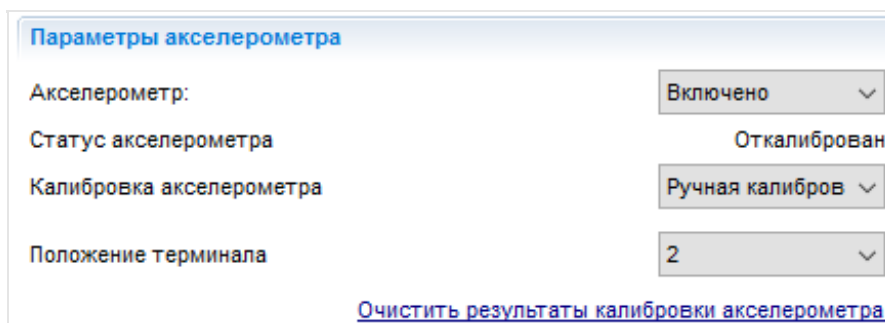 Параметры акселерометра
Акселерометр: Включено
Статус акселерометра Откалиброван
Калибровка акселерометра Ручная калибров
Положение терминала 2
Очистить результаты калибровки акселерометра